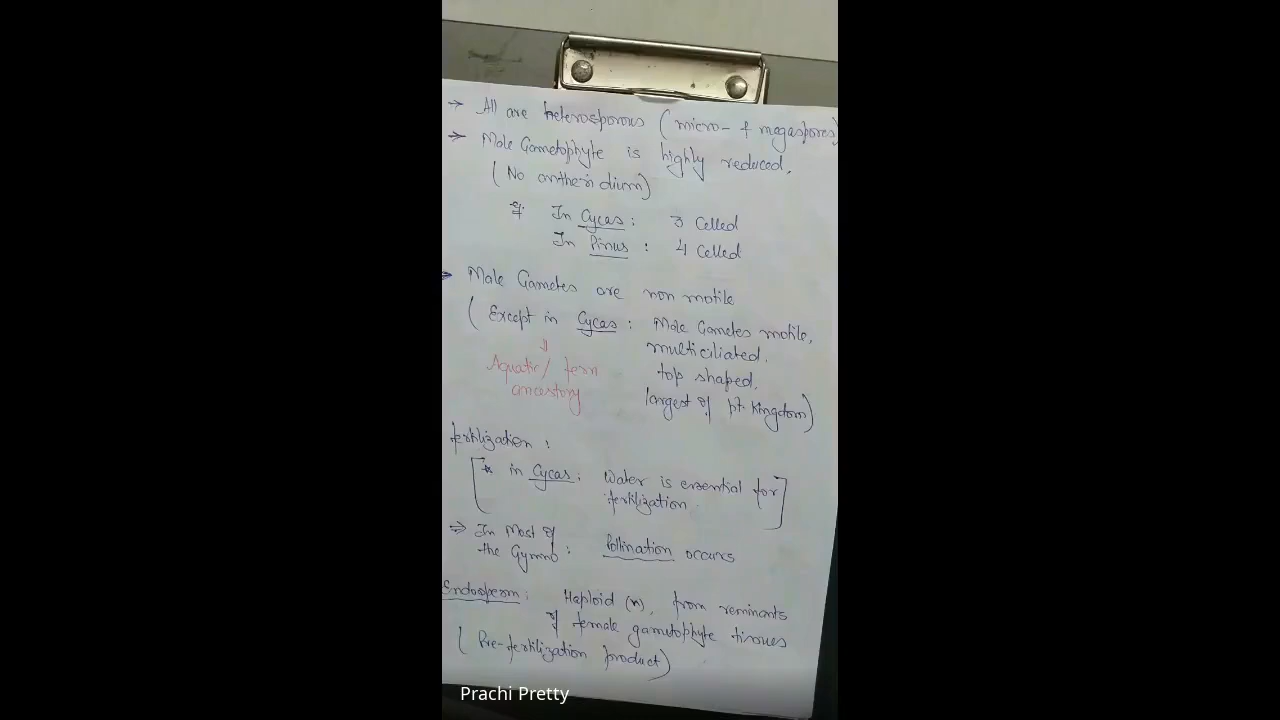 → All are heterosporous (micro- & megaspores)
→ Male Gametophyte is highly reduced.
(No antheridium)
In Cycas : 3 Celled
In Pinus : 4 Celled
→ Male Gametes are non motile
( Except in Cycas : Male Gametes motile,
multiciliated.
top shaped.
largest of pt. Kingdom)
↓
Aquatic/ fern
ancestory
fertilization :
[* in Cycas : Water is essential for
fertilization ]
⇒ In Most of
the Gymno : Pollination occurs
Endosperm : Haploid (n), from reminants
of female gametophyte tissues
( Pre-fertilization product)
Prachi Pretty